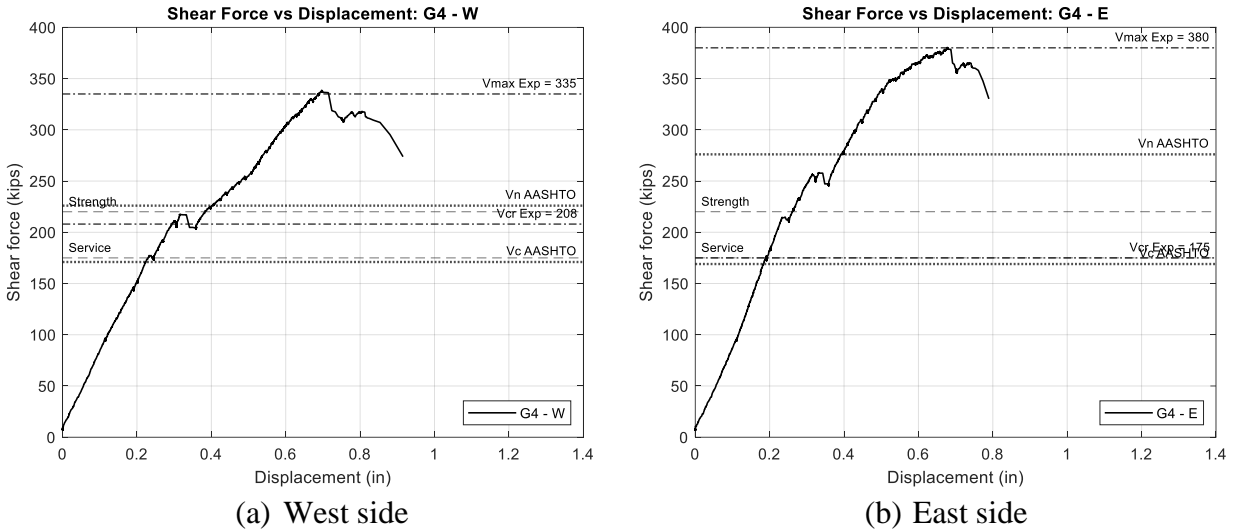 Shear Force vs Displacement: G4 - W
400
350
300
250
200
150
100
50
0
Shear force (kips)
Vmax Exp = 335
Vn AASHTO
Strength
Vcr Exp = 208
Service
Vc AASHTO
G4 - W
0 0.2 0.4 0.6 0.8 1 1.2 1.4
Displacement (in)
(a) West side
Shear Force vs Displacement: G4 - E
400
350
300
250
200
150
100
50
0
Shear force (kips)
Vmax Exp = 380
Vn AASHTO
Strength
Service
Vcr Exp = 175
Vc AASHTO
G4 - E
0 0.2 0.4 0.6 0.8 1 1.2 1.4
Displacement (in)
(b) East side